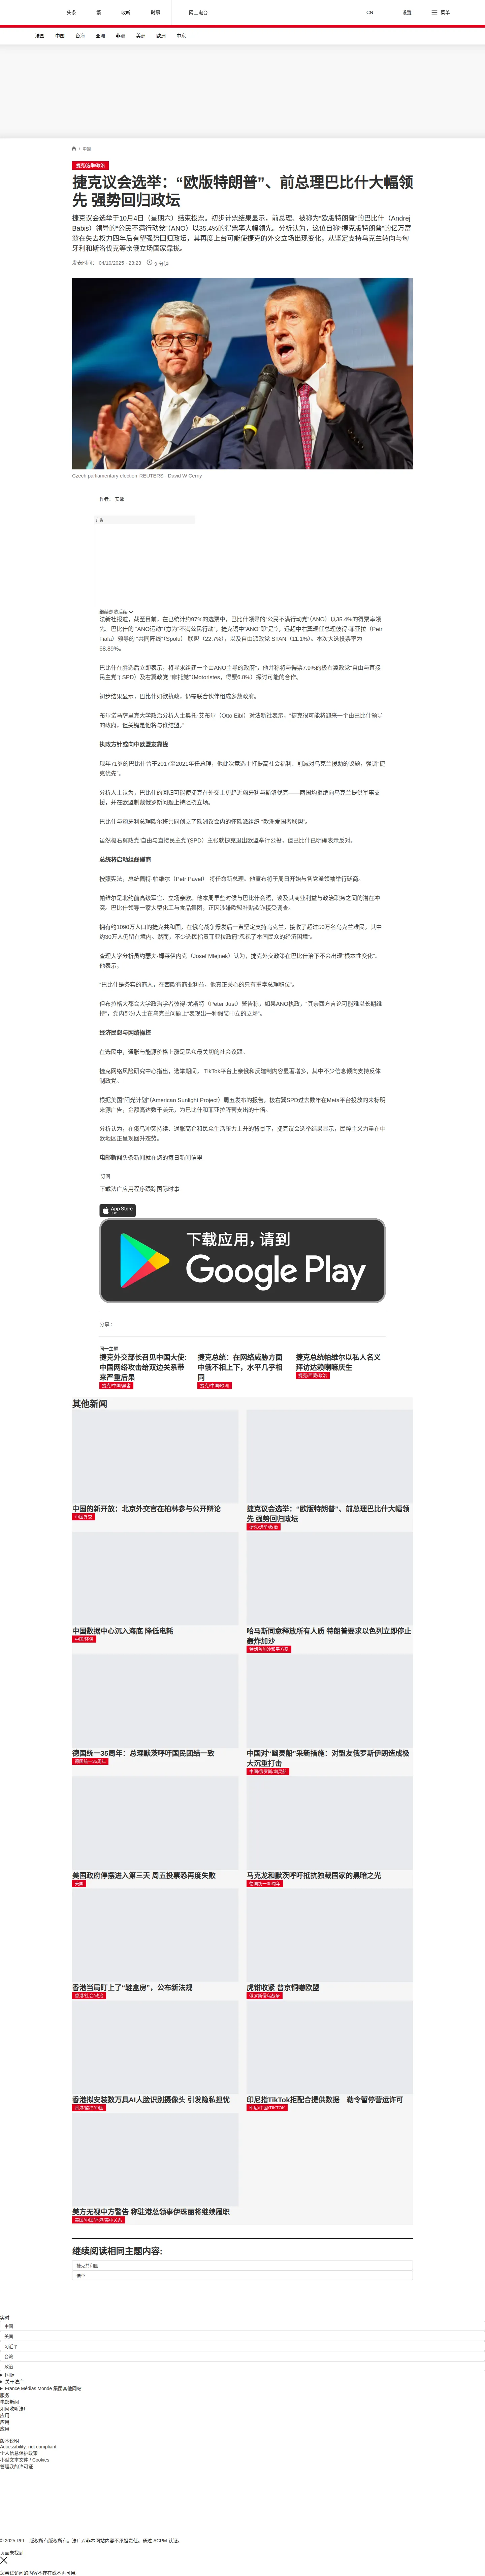 头条
繁
收听
时事
网上电台
CN
设置
菜单
法国
中国
台海
亚洲
非洲
美洲
欧洲
中东
/ 法国
捷克/选举/政治
捷克议会选举：“欧版特朗普”、前总理巴比什大幅领
先 强势回归政坛
捷克议会选举于10月4日（星期六）结束投票。初步计票结果显示，前总理、被称为“欧版特朗普”的巴比什（Andrej
Babis）领导的“公民不满行动党”（ANO）以35.4%的得票率大幅领先。分析认为，这位自称“捷克版特朗普”的亿万富
翁在失去权力四年后有望强势回归政坛，其再度上台可能使捷克的外交立场出现变化，从坚定支持乌克兰转向与匈
牙利和斯洛伐克等亲俄立场国家靠拢。
发表时间： 04/10/2025 - 23:23
5 分钟
Czech parliamentary election REUTERS - David W Cerny
作者： 安娜
广告
继续浏览后续
法新社报道，截至目前，在已统计约97%的选票中，巴比什领导的“公民不满行动党”（ANO）以35.4%的得票率领
先。巴比什的 “ANO运动”（意为“不满公民行动”，捷克语中“ANO”即“是”），远超中右翼现任总理彼得·菲亚拉（Petr
Fiala）领导的 “共同阵线”（Spolu） 联盟（22.7%），以及自由派政党 STAN（11.1%）。本次大选投票率为
68.89%。
巴比什在胜选后立即表示，将寻求组建一个由ANO主导的政府”，他并称将与得票7.9%的极右翼政党“自由与直接
民主党”( SPD）及右翼政党 “摩托党”（Motorisles，得票6.8%）探讨可能的合作。
初步结果显示，巴比什如欲执政，仍需联合伙伴组成多数政府。
布尔诺马萨里克大学政治分析人士奥托·艾布尔（Otto Eibl）对法新社表示，“捷克很可能将迎来一个由巴比什领导
的政府，但关键是他将与谁结盟。”
执政方针或向中欧盟友靠拢
现年71岁的巴比什曾于2017至2021年任总理，他此次竞选主打提高社会福利、削减对乌克兰援助的议题，强调“捷
克优先”。
分析人士认为，巴比什的回归可能使捷克在外交上更趋近匈牙利与斯洛伐克——两国均拒绝向乌克兰提供军事支
援，并在欧盟制裁俄罗斯问题上持阻挠立场。
巴比什与匈牙利总理欧尔班共同创立了欧洲议会内的怀欧派组织 “欧洲爱国者联盟”。
虽然极右翼政党‘自由与直接民主党’(SPD）主张就捷克退出欧盟举行公投，但巴比什已明确表示反对。
总统将启动组阁磋商
按照宪法，总统佩特·帕维尔（Petr Pavel） 将任命新总理。他宣布将于周日开始与各党派领袖举行磋商。
帕维尔是北约前高级军官、立场亲欧。他本周早些时候与巴比什会晤，谈及其商业利益与政治职务之间的潜在冲
突。巴比什领导一家大型化工与食品集团，正因涉嫌欧盟补贴欺诈接受调查。
拥有约1090万人口的捷克共和国，在俄乌战争爆发后一直坚定支持乌克兰，接收了超过50万名乌克兰难民，其中
约30万人仍留在境内。然而，不少选民指责菲亚拉政府“忽视了本国民众的经济困境”。
查理大学分析员约瑟夫·姆莱伊内克（Josef Mlejnek）认为，捷克外交政策在巴比什治下不会出现“根本性变化”。
他表示，
“巴比什是务实的商人，在西欧有商业利益，他真正关心的只有重掌总理职位”。
但布拉格大都会大学政治学者彼得·尤斯特（Petr Just）警告称，如果ANO执政，“其亲西方言论可能难以长期维
持”，党内部分人士在乌克兰问题上“表现出一种假装中立的立场”。
经济民怨与网络操控
在选民中，通胀与能源价格上涨是民众最关切的社会议题。
捷克网络风险研究中心指出，选举期间， TikTok平台上亲俄和反建制内容显著增多，其中不少信息倾向支持反体
制政党。
根据美国“阳光计划”（American Sunlight Project）周五发布的报告，极右翼SPD过去数年在Meta平台投放的未标明
来源广告，金额高达数千美元，为巴比什和菲亚拉阵营支出的十倍。
分析认为，在俄乌冲突持续、通胀高企和民众生活压力上升的背景下，捷克议会选举结果显示，民粹主义力量在中
欧地区正呈现回升态势。
电邮新闻头条新闻就在您的每日新闻信里
订阅
下载法广应用程序跟踪国际时事
App Store
下载
下载应用，请到
Google Play
分享 :
同一主题
捷克外交部长召见中国大使:
中国网络攻击给双边关系带
来严重后果
捷克/中国/黑客
捷克总统：在网络威胁方面
中俄不相上下，水平几乎相
同
捷克/中国/欧洲
捷克总统帕维尔以私人名义
拜访达赖喇嘛庆生
捷克/西藏/政治
其他新闻
中国的新开放：北京外交官在柏林参与公开辩论
中国外交
捷克议会选举：“欧版特朗普”、前总理巴比什大幅领
先 强势回归政坛
捷克/选举/政治
中国数据中心沉入海底 降低电耗
中国/环保
哈马斯同意释放所有人质 特朗普要求以色列立即停止
轰炸加沙
特朗普加沙和平方案
德国统一35周年：总理默茨呼吁国民团结一致
德国统一35周年
中国对“幽灵船”采新措施：对盟友俄罗斯伊朗造成极
大沉重打击
中国/俄罗斯/幽灵船
美国政府停摆进入第三天 周五投票恐再度失败
美国
马克龙和默茨呼吁抵抗独裁国家的黑暗之光
德国统一35周年
香港当局盯上了“鞋盒房”，公布新法规
香港/住宅/政治
虎钳收紧 普京恫嚇欧盟
俄罗斯侵乌战争
香港拟安装数万具AI人脸识别摄像头 引发隐私担忧
香港/监控/中国
印尼指TikTok拒配合提供数据　勒令暂停营运许可
印尼/中国/TIKTOK
美方无视中方警告 称驻港总领事伊珠丽将继续履职
美国/中国/香港/美中关系
继续阅读相同主题内容:
捷克共和国
选举
实时
中国
美国
习近平
台湾
政治
国际
关于法广
France Médias Monde 集团其他网站
服务
电邮新闻
如何收听法广
应用
应用
应用
版本说明
Accessibility: not compliant
个人信息保护政策
小型文本文件 / Cookies
管理我的许可证
© 2025 RFI – 版权所有版权所有。法广对非本网站内容不承担责任。通过 ACPM 认证。
页面未找到
您尝试访问的内容不存在或不再可用。